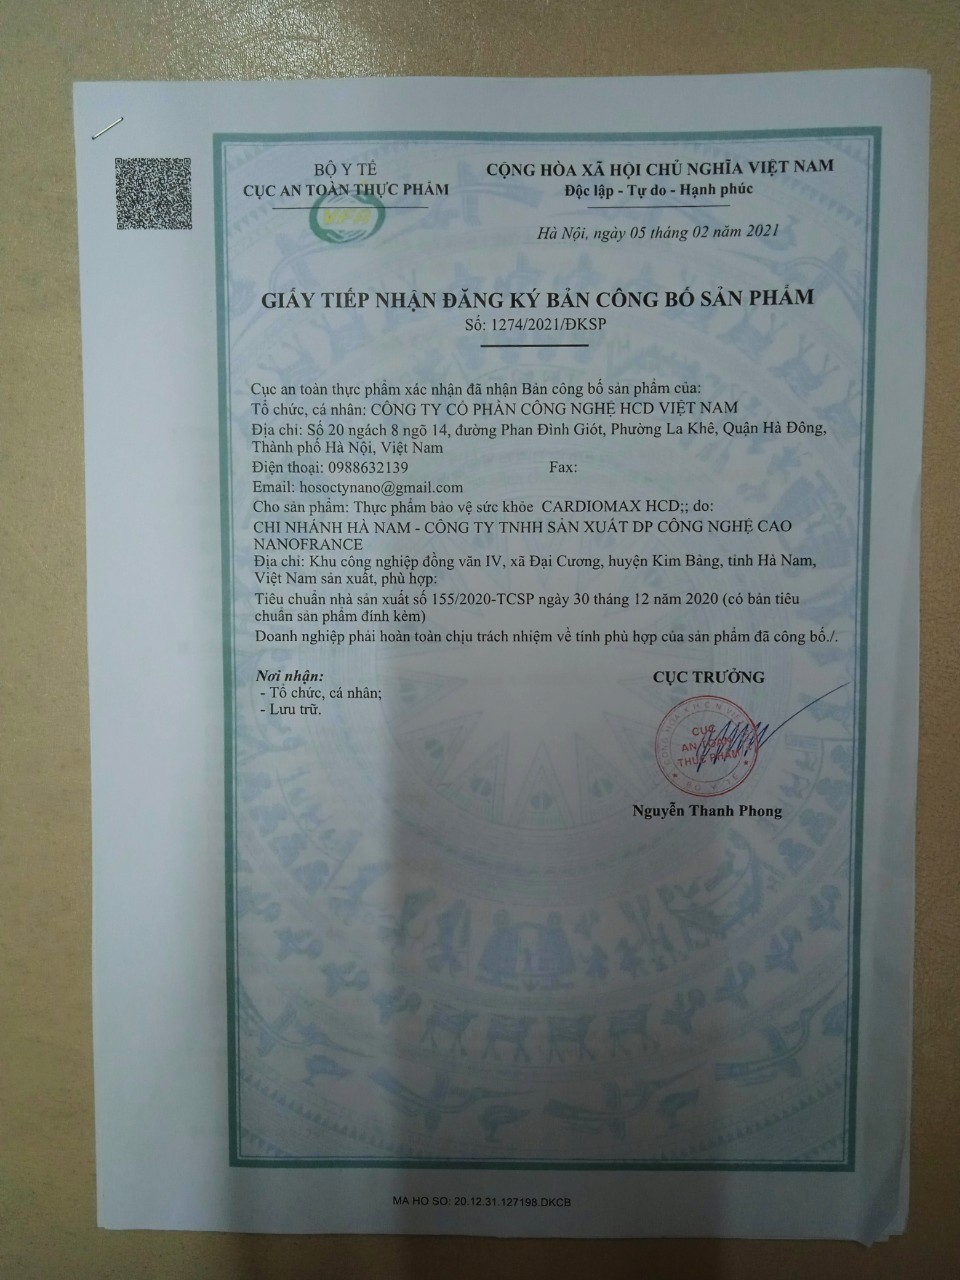 BỘ Y TẾ
CỤC AN TOÀN THỰC PHẨM
VFA
CỘNG HÒA XÃ HỘI CHỦ NGHĨA VIỆT NAM
Độc lập - Tự do - Hạnh phúc
Hà Nội, ngày 05 tháng 02 năm 2021
GIẤY TIẾP NHẬN ĐĂNG KÝ BẢN CÔNG BỐ SẢN PHẨM
Số: 1274/2021/ĐKSP
Cục an toàn thực phẩm xác nhận đã nhận Bản công bố sản phẩm của:
Tổ chức, cá nhân: CÔNG TY CỔ PHẦN CÔNG NGHỆ HCD VIỆT NAM
Địa chỉ: Số 20 ngách 8 ngõ 14, đường Phan Đình Giót, Phường La Khê, Quận Hà Đông,
Thành phố Hà Nội, Việt Nam
Điện thoại: 0988632139 Fax:
Email: hosoctynano@gmail.com
Cho sản phẩm: Thực phẩm bảo vệ sức khỏe CARDIOMAX HCD;; do:
CHI NHÁNH HÀ NAM - CÔNG TY TNHH SẢN XUẤT DP CÔNG NGHỆ CAO
NANOFRANCE
Địa chỉ: Khu công nghiệp đồng văn IV, xã Đại Cương, huyện Kim Bảng, tỉnh Hà Nam,
Việt Nam sản xuất, phù hợp:
Tiêu chuẩn nhà sản xuất số 155/2020-TCSP ngày 30 tháng 12 năm 2020 (có bản tiêu
chuẩn sản phẩm đính kèm)
Doanh nghiệp phải hoàn toàn chịu trách nhiệm về tính phù hợp của sản phẩm đã công bố./.
Nơi nhận:
- Tổ chức, cá nhân;
- Lưu trữ.
CỤC TRƯỞNG
CỤC
AN TOÀN
THỰC PHẨM
BỘ Y TẾ
Nguyễn Thanh Phong
MA HO SO: 20.12.31.127198.DKCB